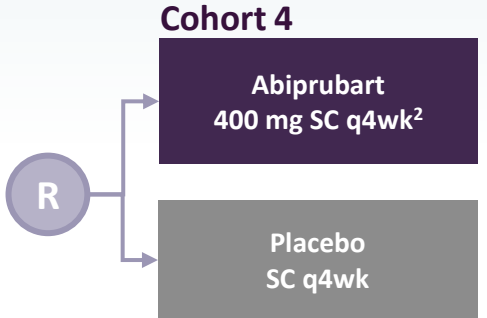 Cohort 4
Abiprubart
400 mg SC q4wk²
R
Placebo
SC q4wk